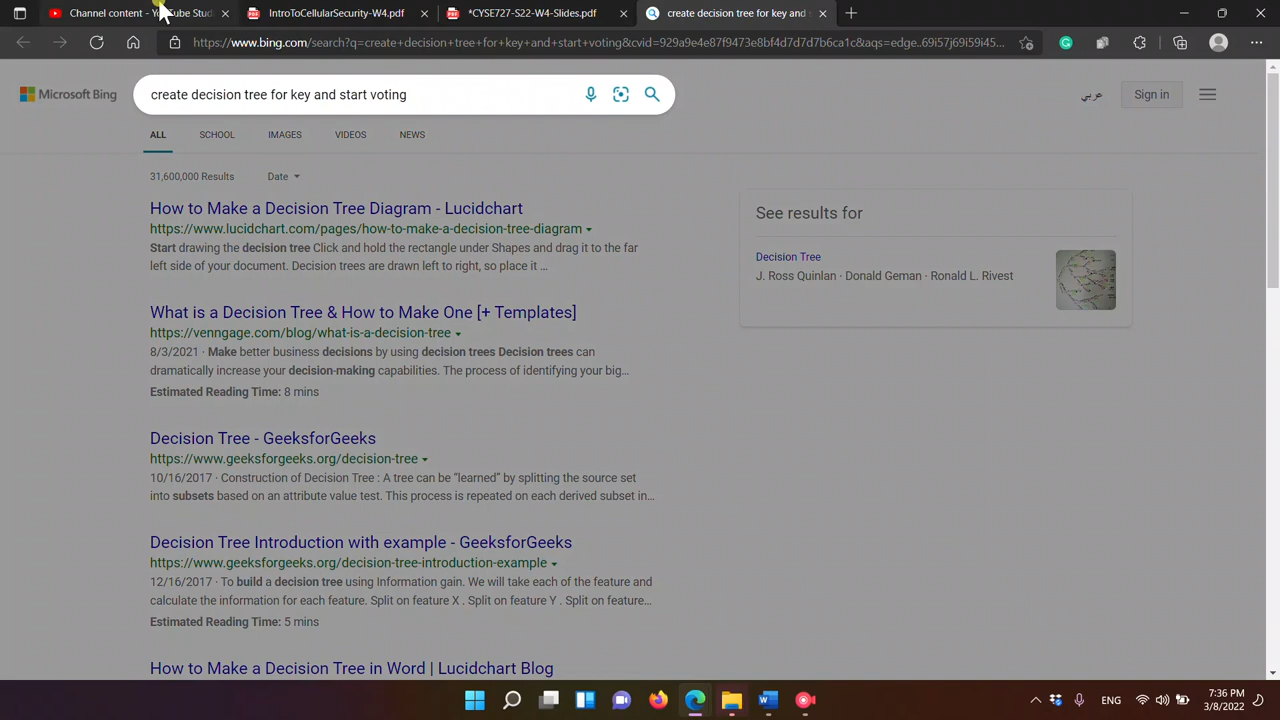 Channel content - YouTube Studi
IntroToCellularSecurity-W4.pdf
*CYSE727-S22-W4-Slides.pdf
create decision tree for key and s
https://www.bing.com/search?q=create+decision+tree+for+key+and+start+voting&cvid=929a9e4e87f9473e8bf4d7d7d7b6ca1c&aqs=edge..69i57j69i59i45...
Microsoft Bing
create decision tree for key and start voting
عربي
Sign in
ALL
SCHOOL
IMAGES
VIDEOS
NEWS
31,600,000 Results
Date
How to Make a Decision Tree Diagram - Lucidchart
https://www.lucidchart.com/pages/how-to-make-a-decision-tree-diagram
Start drawing the decision tree Click and hold the rectangle under Shapes and drag it to the far
left side of your document. Decision trees are drawn left to right, so place it ...
What is a Decision Tree & How to Make One [+ Templates]
https://venngage.com/blog/what-is-a-decision-tree
8/3/2021 · Make better business decisions by using decision trees Decision trees can
dramatically increase your decision-making capabilities. The process of identifying your big...
Estimated Reading Time: 8 mins
Decision Tree - GeeksforGeeks
https://www.geeksforgeeks.org/decision-tree
10/16/2017 · Construction of Decision Tree : A tree can be “learned” by splitting the source set
into subsets based on an attribute value test. This process is repeated on each derived subset in...
Decision Tree Introduction with example - GeeksforGeeks
https://www.geeksforgeeks.org/decision-tree-introduction-example
12/16/2017 · To build a decision tree using Information gain. We will take each of the feature and
calculate the information for each feature. Split on feature X . Split on feature Y . Split on feature...
Estimated Reading Time: 5 mins
How to Make a Decision Tree in Word | Lucidchart Blog
See results for
Decision Tree
J. Ross Quinlan · Donald Geman · Ronald L. Rivest
ENG
7:36 PM
3/8/2022